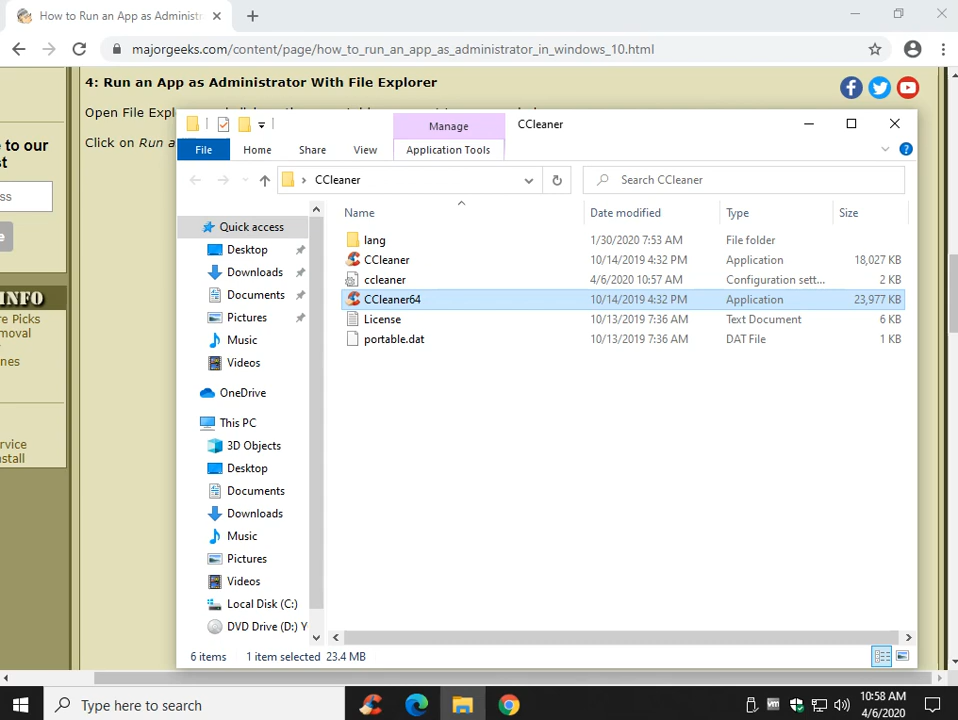 How to Run an App as Administr
majorgeeks.com/content/page/how_to_run_an_app_as_administrator_in_windows_10.html
4: Run an App as Administrator With File Explorer
Open File Expl
Click on Run a
e to our
st
ss
e
INFO
re Picks
moval
nes
rvice
stall
CCleaner
Manage
File
Home
Share
View
Application Tools
CCleaner
Search CCleaner
Name
Date modified
Type
Size
Quick access
Desktop
Downloads
Documents
Pictures
Music
Videos
OneDrive
This PC
3D Objects
Desktop
Documents
Downloads
Music
Pictures
Videos
Local Disk (C:)
DVD Drive (D:) Y
lang 1/30/2020 7:53 AM File folder
CCleaner 10/14/2019 4:32 PM Application 18,027 KB
ccleaner 4/6/2020 10:57 AM Configuration sett... 2 KB
CCleaner64 10/14/2019 4:32 PM Application 23,977 KB
License 10/13/2019 7:36 AM Text Document 6 KB
portable.dat 10/13/2019 7:36 AM DAT File 1 KB
6 items 1 item selected 23.4 MB
Type here to search
vm
10:58 AM
4/6/2020